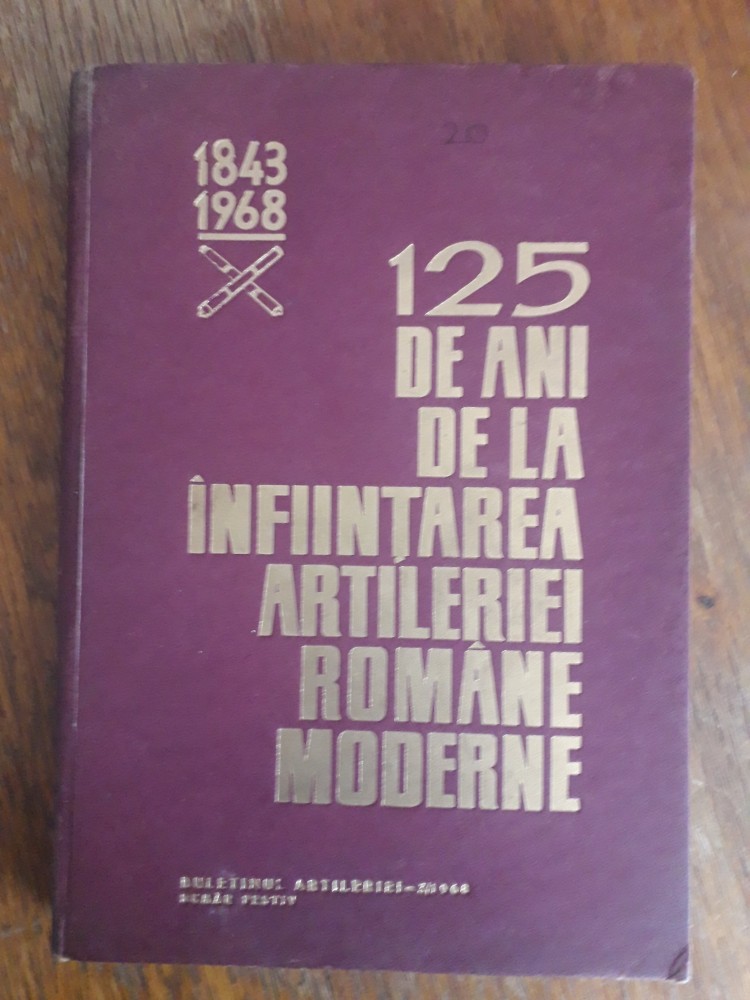 20
1843
1968
125
DE ANI
DE LA
ÎNFIINȚAREA
ARTILERIEI
ROMÂNE
MODERNE
BULETINUL ARTILERIEI-2/1968
NUMĂR FESTIV